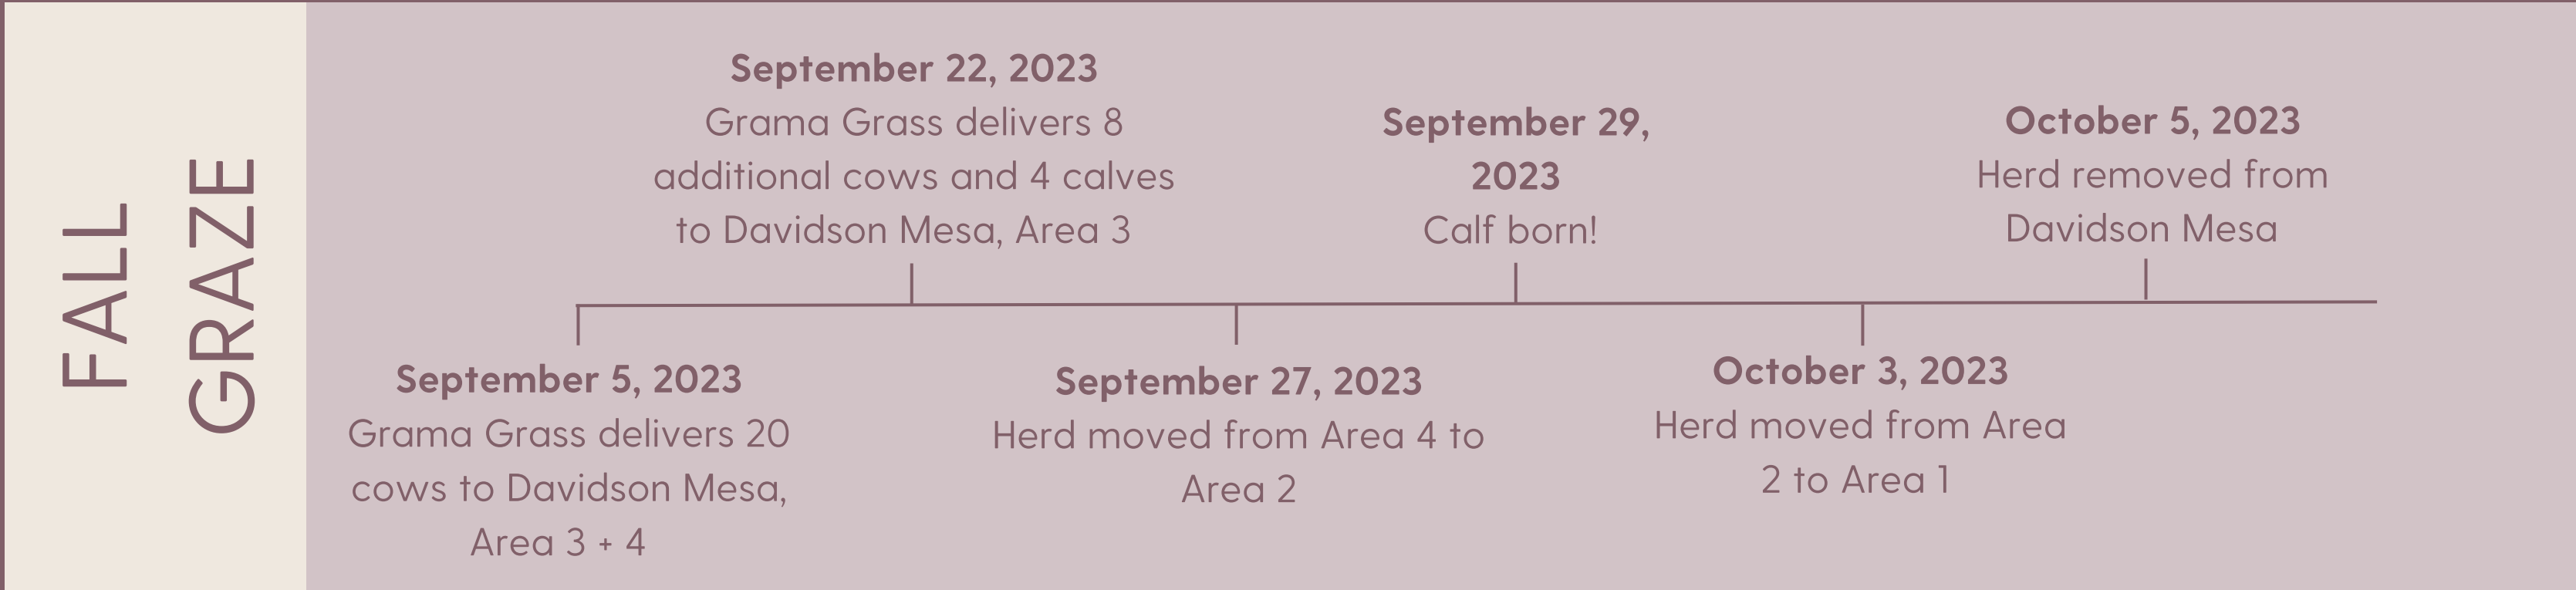 FALL
GRAZE
September 5, 2023
Grama Grass delivers 20
cows to Davidson Mesa,
Area 3 + 4
September 22, 2023
Grama Grass delivers 8
additional cows and 4 calves
to Davidson Mesa, Area 3
September 27, 2023
Herd moved from Area 4 to
Area 2
September 29,
2023
Calf born!
October 3, 2023
Herd moved from Area
2 to Area 1
October 5, 2023
Herd removed from
Davidson Mesa